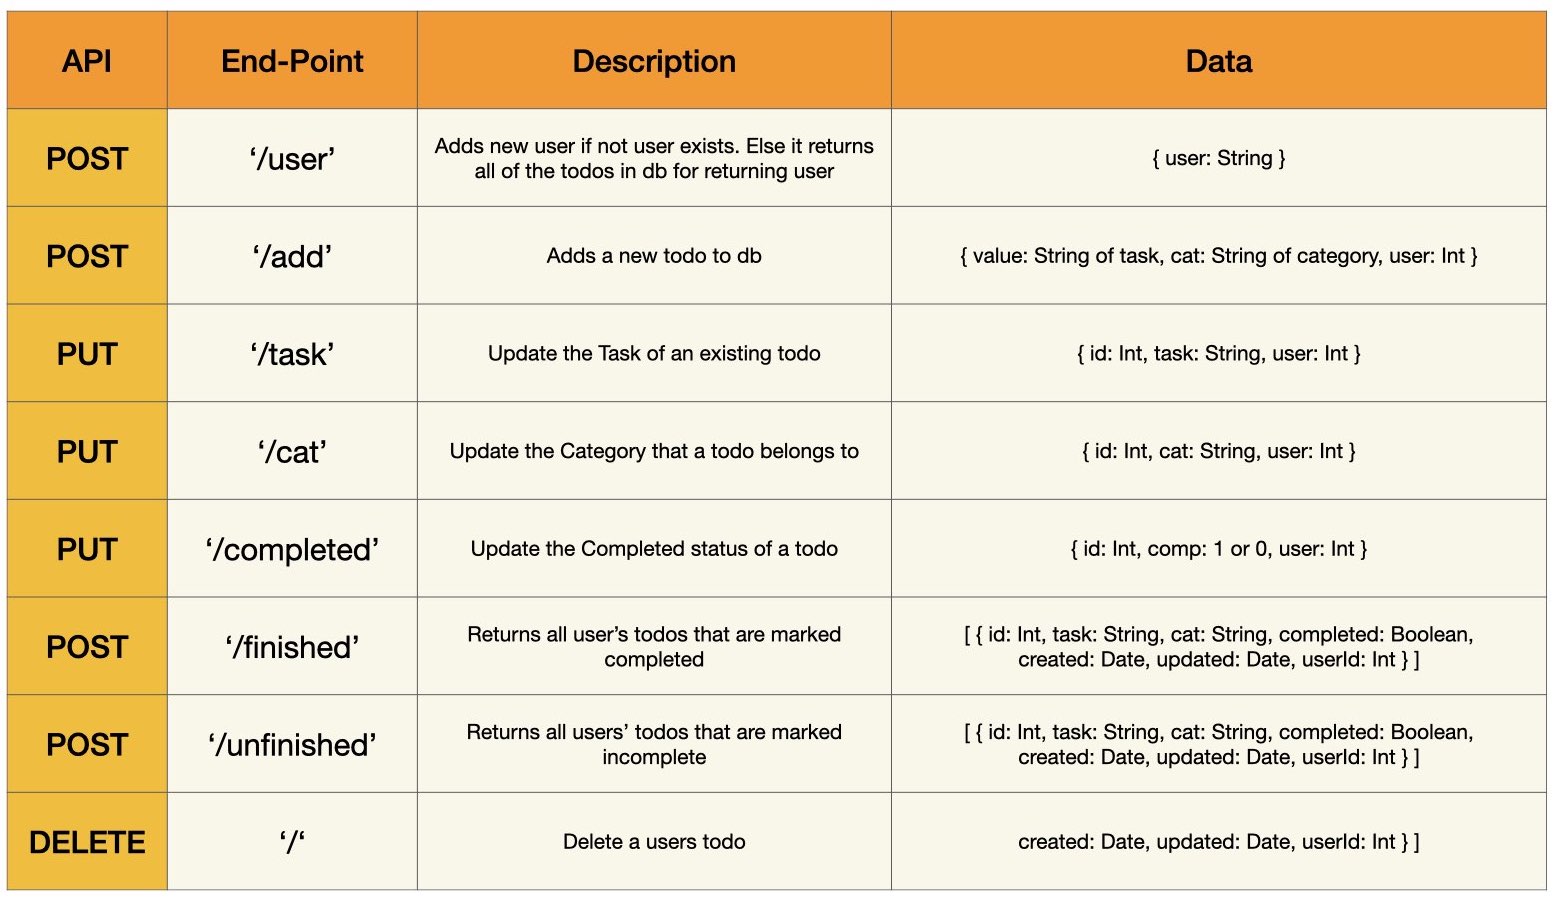 API End-Point Description Data
POST ‘/user’ Adds new user if not user exists. Else it returns
all of the todos in db for returning user
{ user: String }
POST ‘/add’ Adds a new todo to db { value: String of task, cat: String of category, user: Int }
PUT ‘/task’ Update the Task of an existing todo { id: Int, task: String, user: Int }
PUT ‘/cat’ Update the Category that a todo belongs to { id: Int, cat: String, user: Int }
PUT ‘/completed’ Update the Completed status of a todo { id: Int, comp: 1 or 0, user: Int }
POST ‘/finished’ Returns all user’s todos that are marked
completed
[ { id: Int, task: String, cat: String, completed: Boolean,
created: Date, updated: Date, userId: Int } ]
POST ‘/unfinished’ Returns all users’ todos that are marked
incomplete
[ { id: Int, task: String, cat: String, completed: Boolean,
created: Date, updated: Date, userId: Int } ]
DELETE ‘/‘ Delete a users todo created: Date, updated: Date, userId: Int } ]